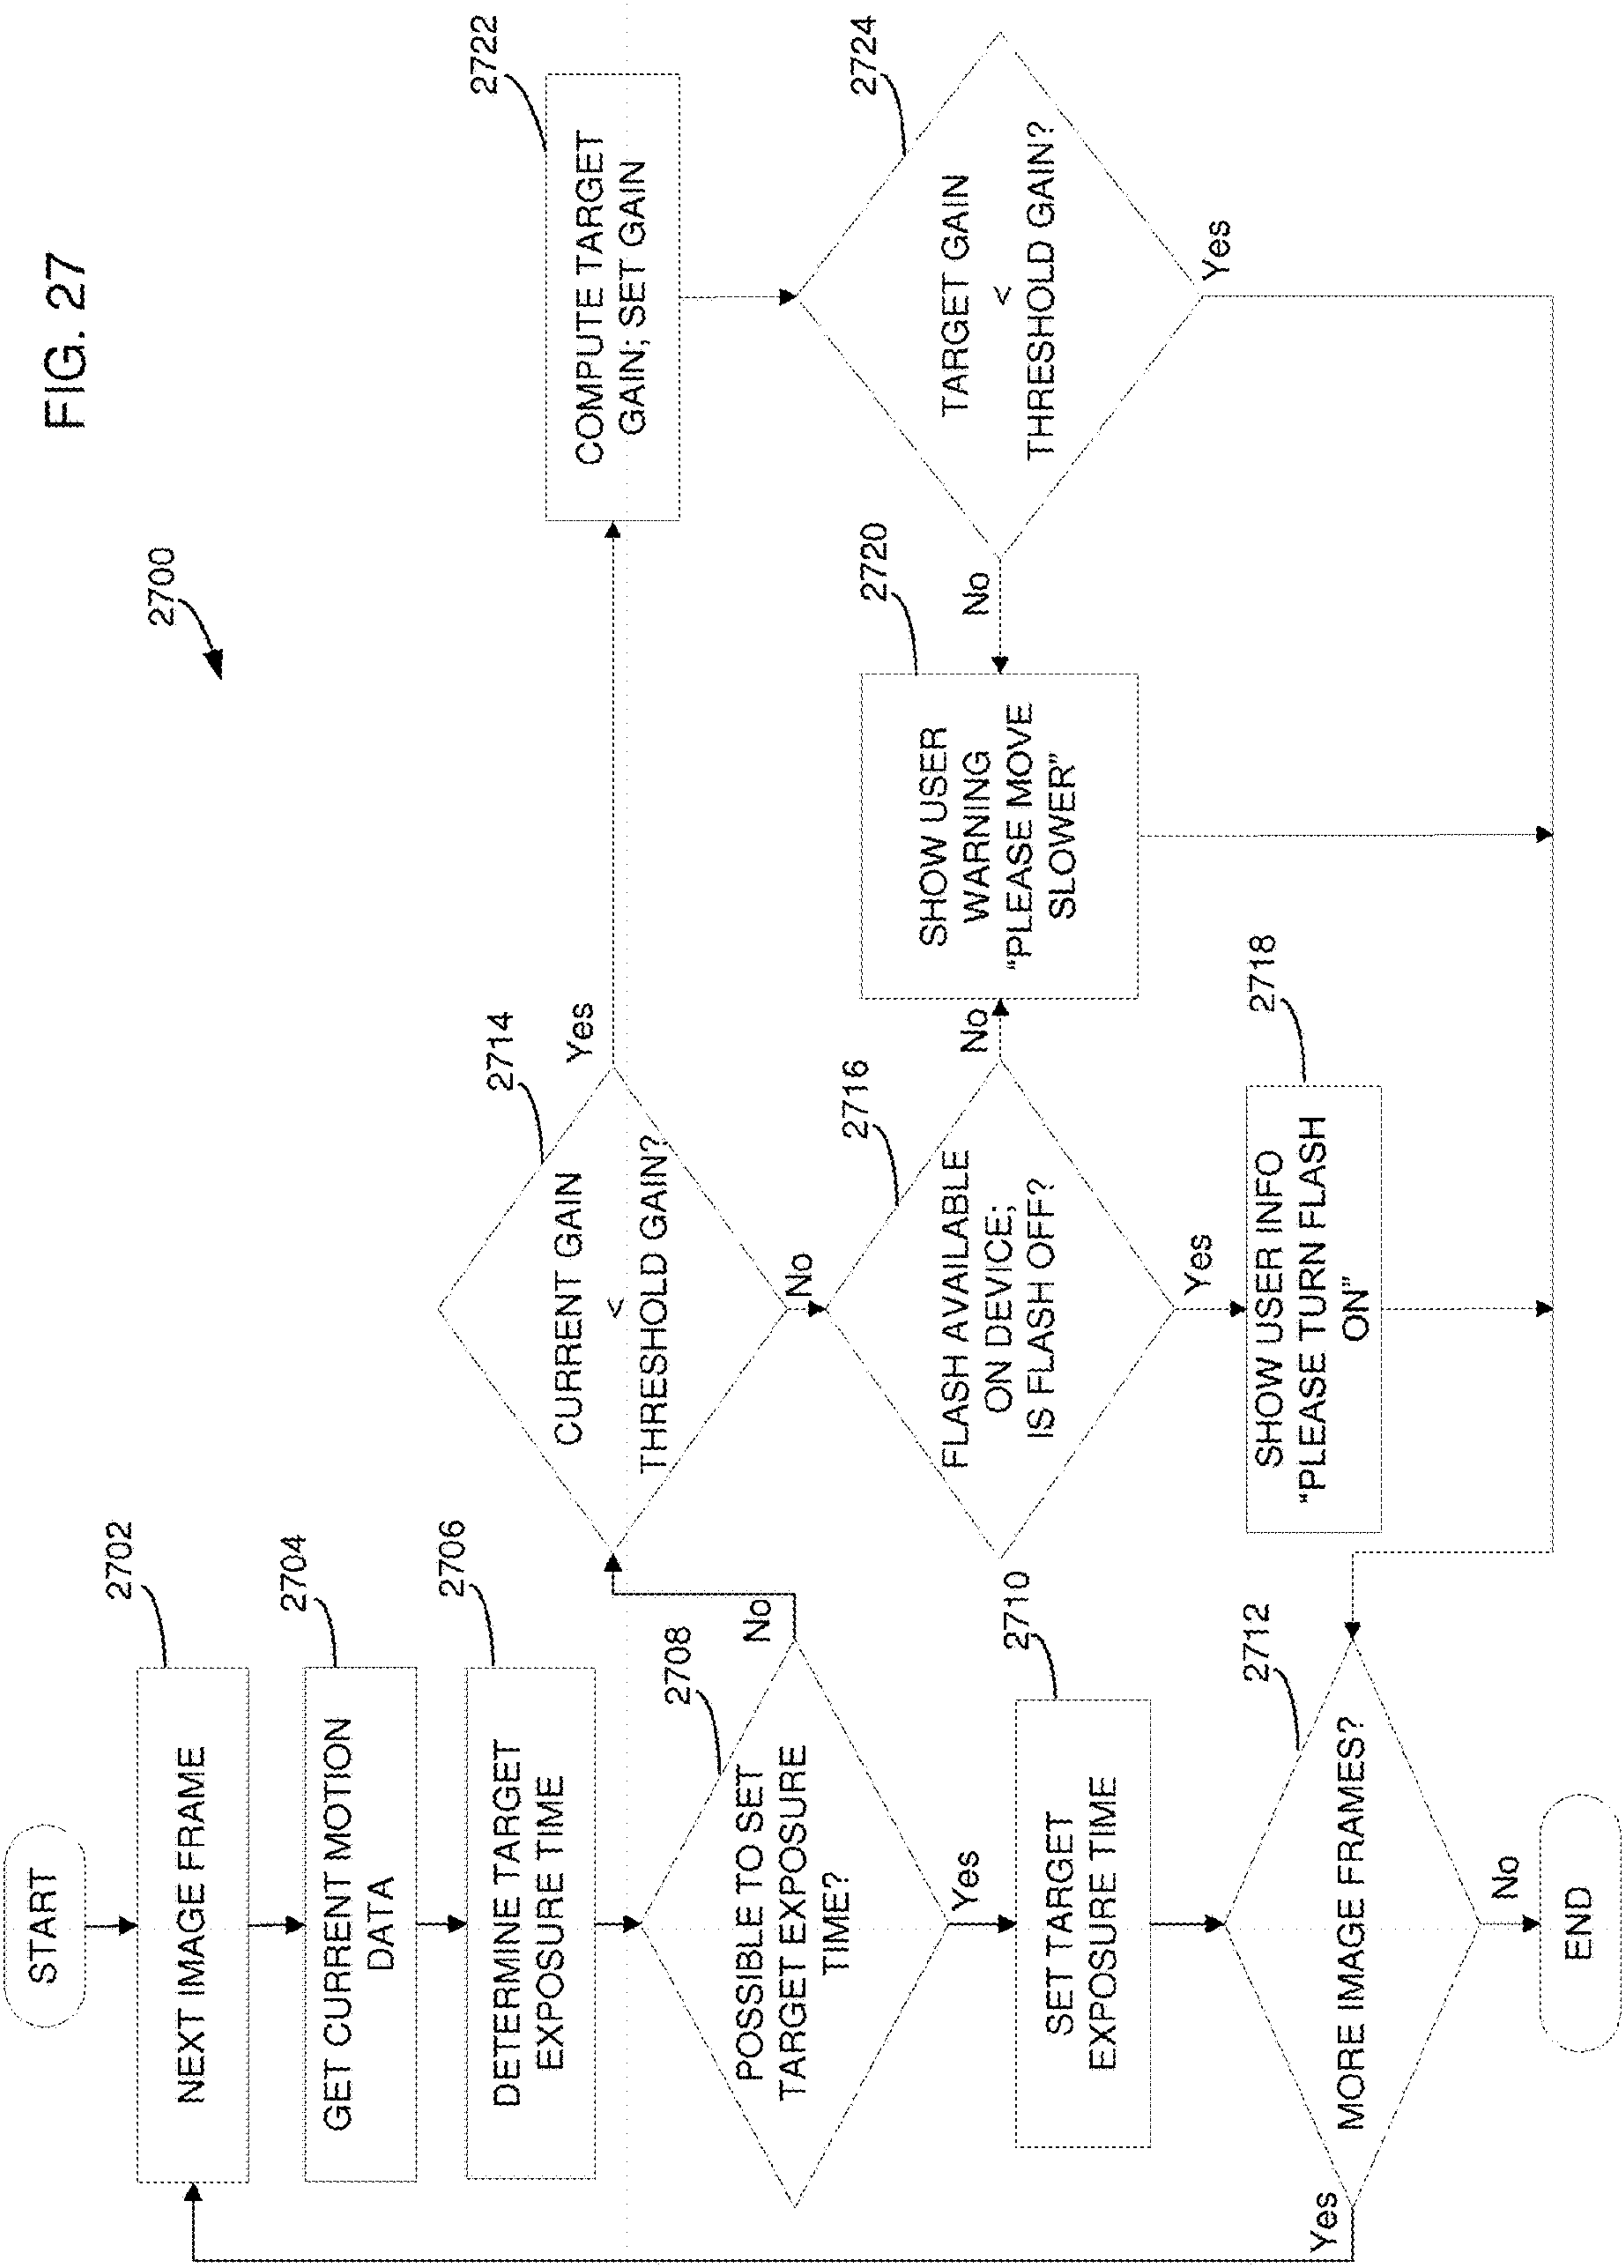 FIG. 27
2700
START
2702
NEXT IMAGE FRAME
2704
GET CURRENT MOTION
DATA
2706
DETERMINE TARGET
EXPOSURE TIME
2708
POSSIBLE TO SET
TARGET EXPOSURE
TIME?
No
Yes
2710
SET TARGET
EXPOSURE TIME
2712
MORE IMAGE FRAMES?
Yes
No
END
2714
CURRENT GAIN
<
THRESHOLD GAIN?
Yes
No
2716
FLASH AVAILABLE
ON DEVICE;
IS FLASH OFF?
No
Yes
2718
SHOW USER INFO
"PLEASE TURN FLASH
ON"
2720
SHOW USER
WARNING
"PLEASE MOVE
SLOWER"
2722
COMPUTE TARGET
GAIN; SET GAIN
2724
TARGET GAIN
<
THRESHOLD GAIN?
No
Yes